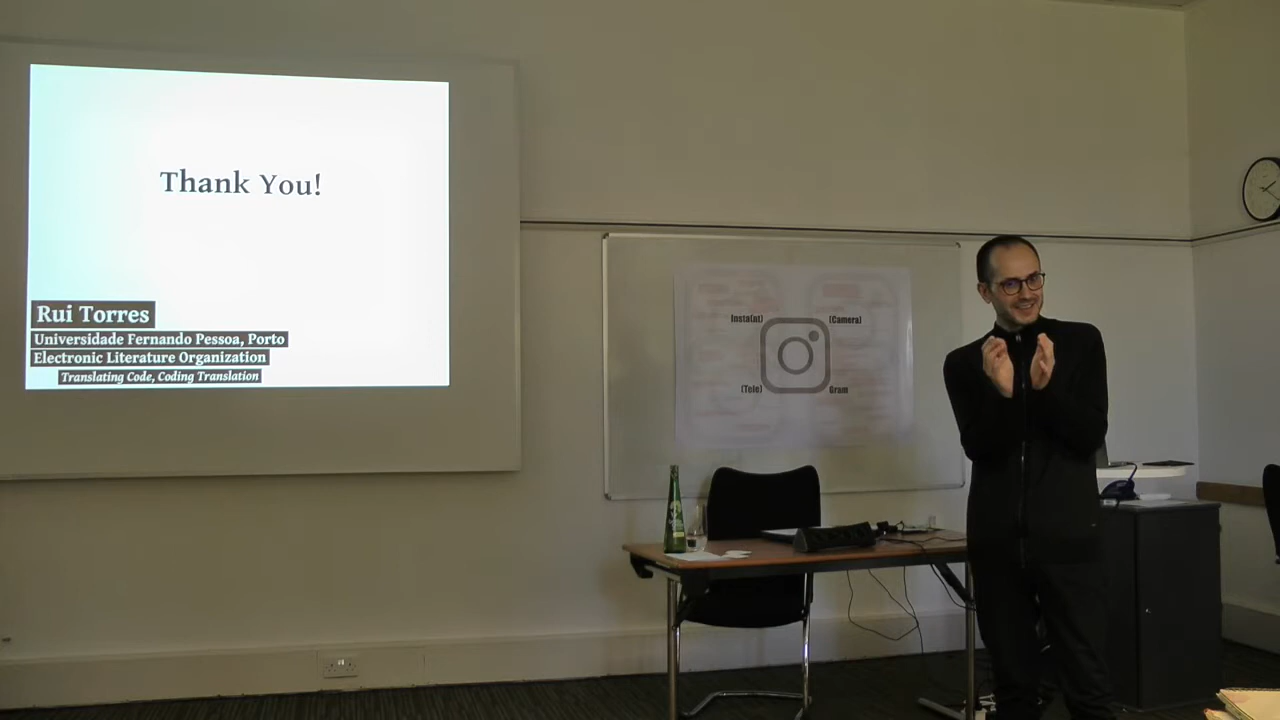 Thank You!
Rui Torres
Universidade Fernando Pessoa, Porto
Electronic Literature Organization
Translating Code, Coding Translation
Insta(nt)
(Camera)
(Tele)
Gram